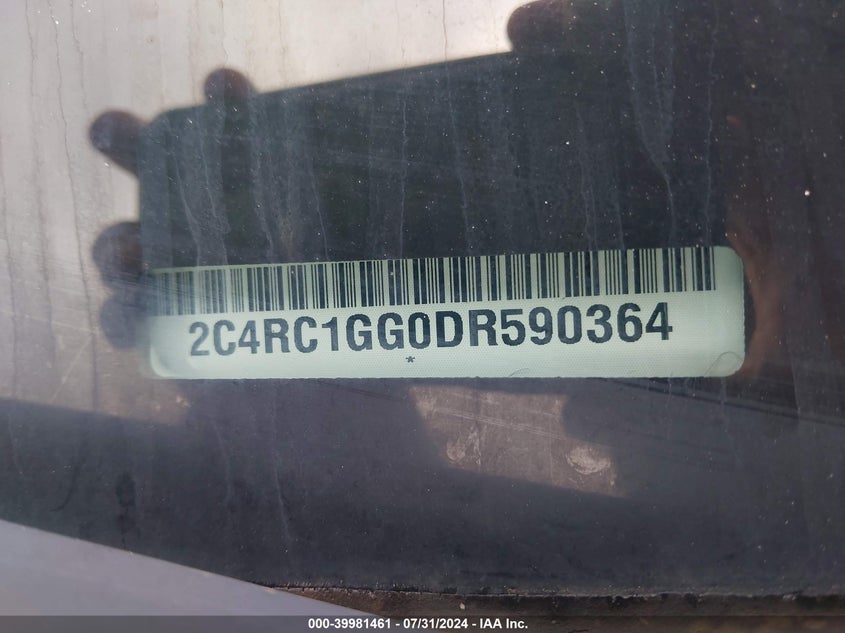 2C4RC1GG0DR590364
*
000-39981461 - 07/31/2024 - IAA Inc.